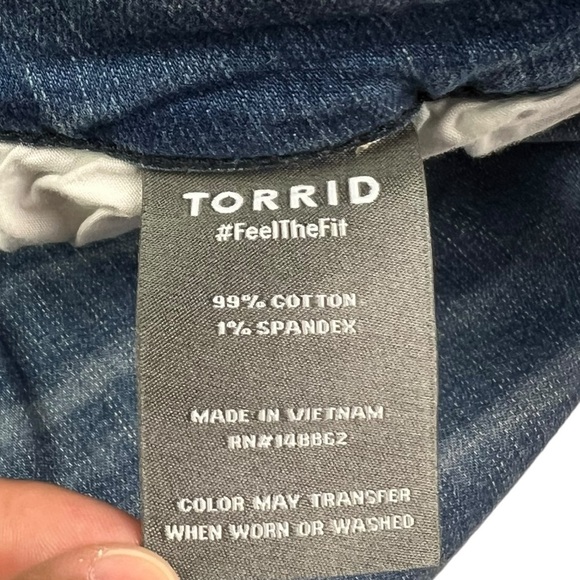 TORRID
#FeelTheFit
99% COTTON
1% SPANDEX
MADE IN VIETNAM
RN#148862
COLOR MAY TRANSFER
WHEN WORN OR WASHED